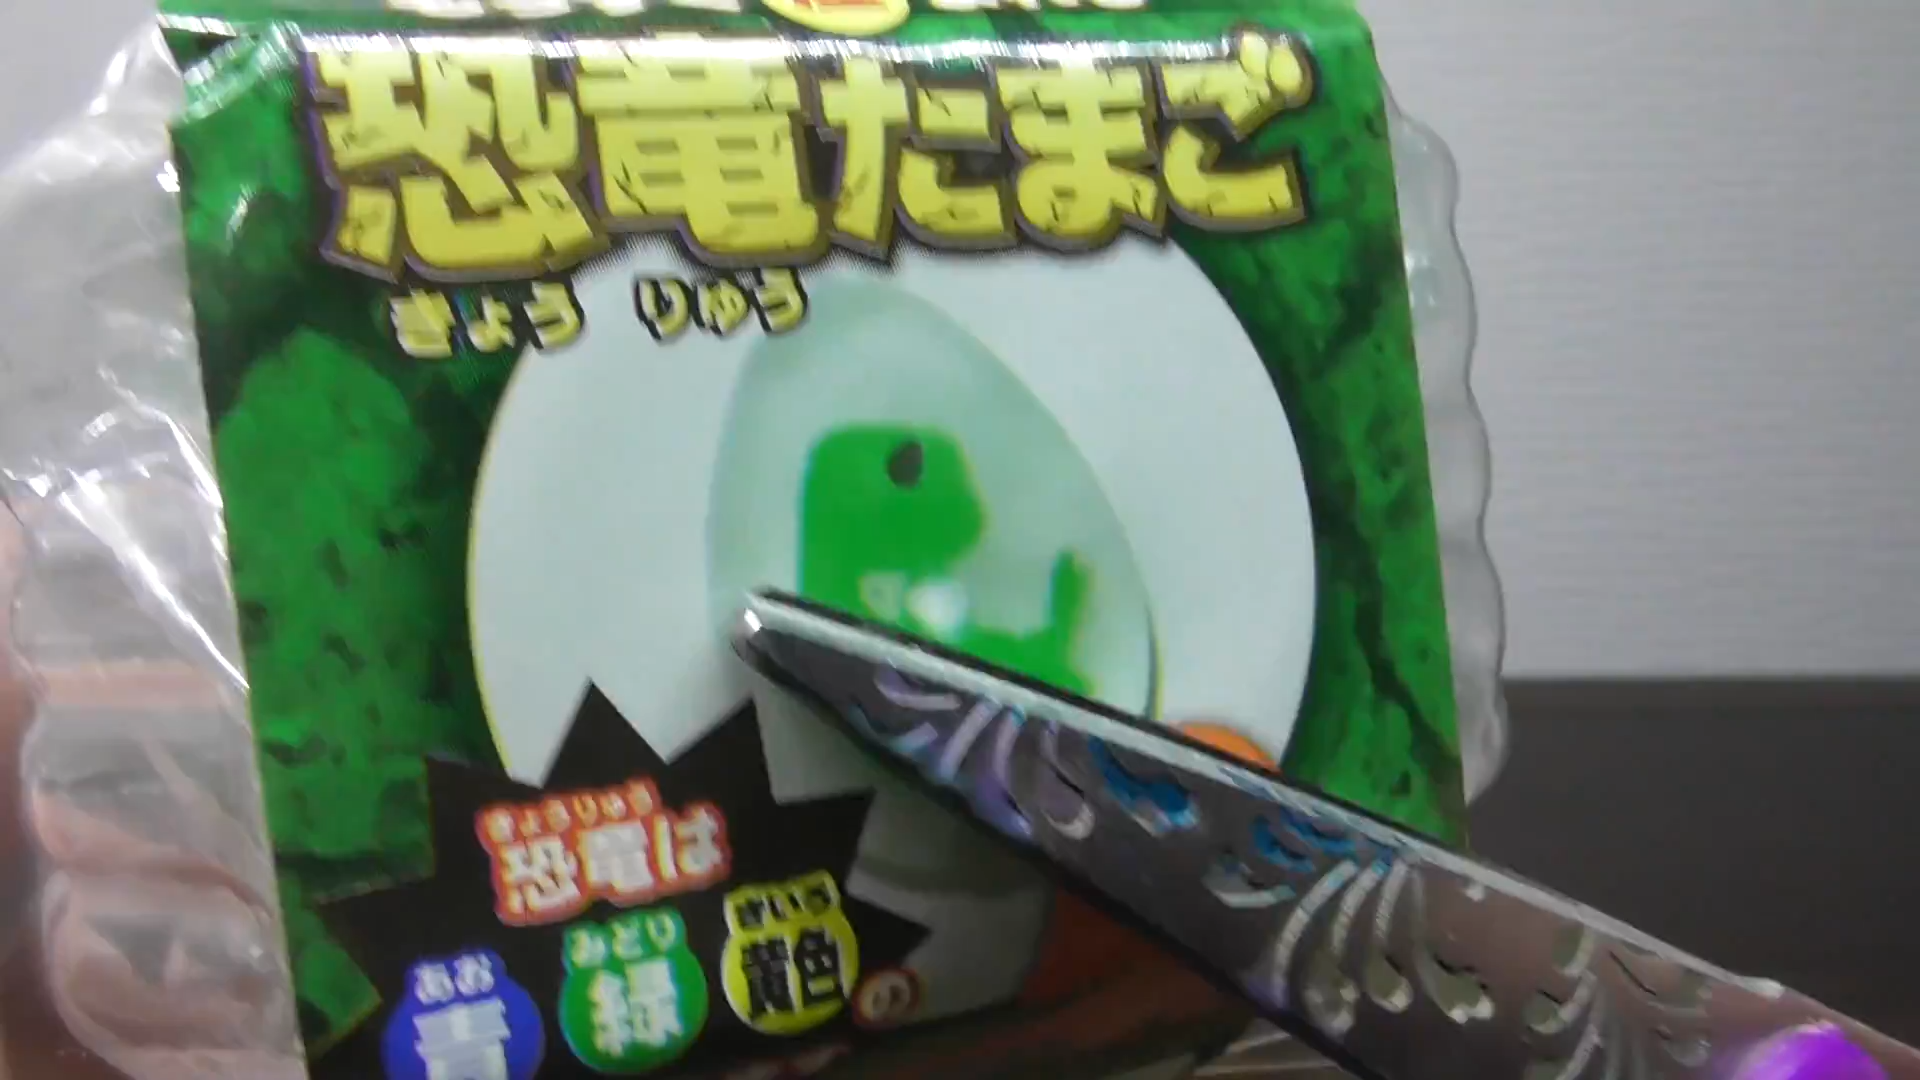 恐竜たまご
きょう りゅう
きょうりゅう
恐竜は
あお みどり きいろ
青 緑 黄色の